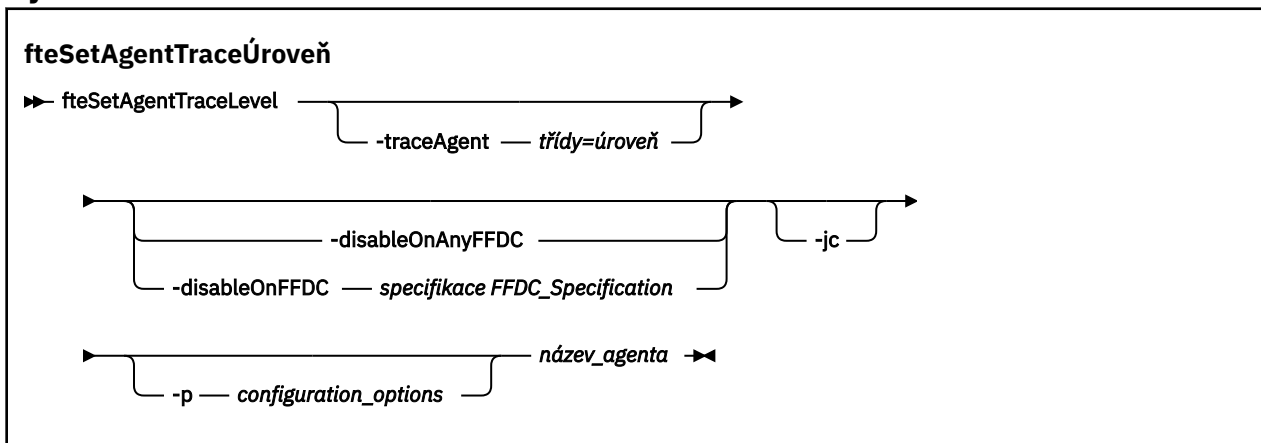 fteSetAgentTraceÚroveň
fteSetAgentTraceLevel
-traceAgent třídy=úroveň
-disableOnAnyFFDC
-jc
-disableOnFFDC specifikace FFDC_Specification
název_agenta
-p configuration_options